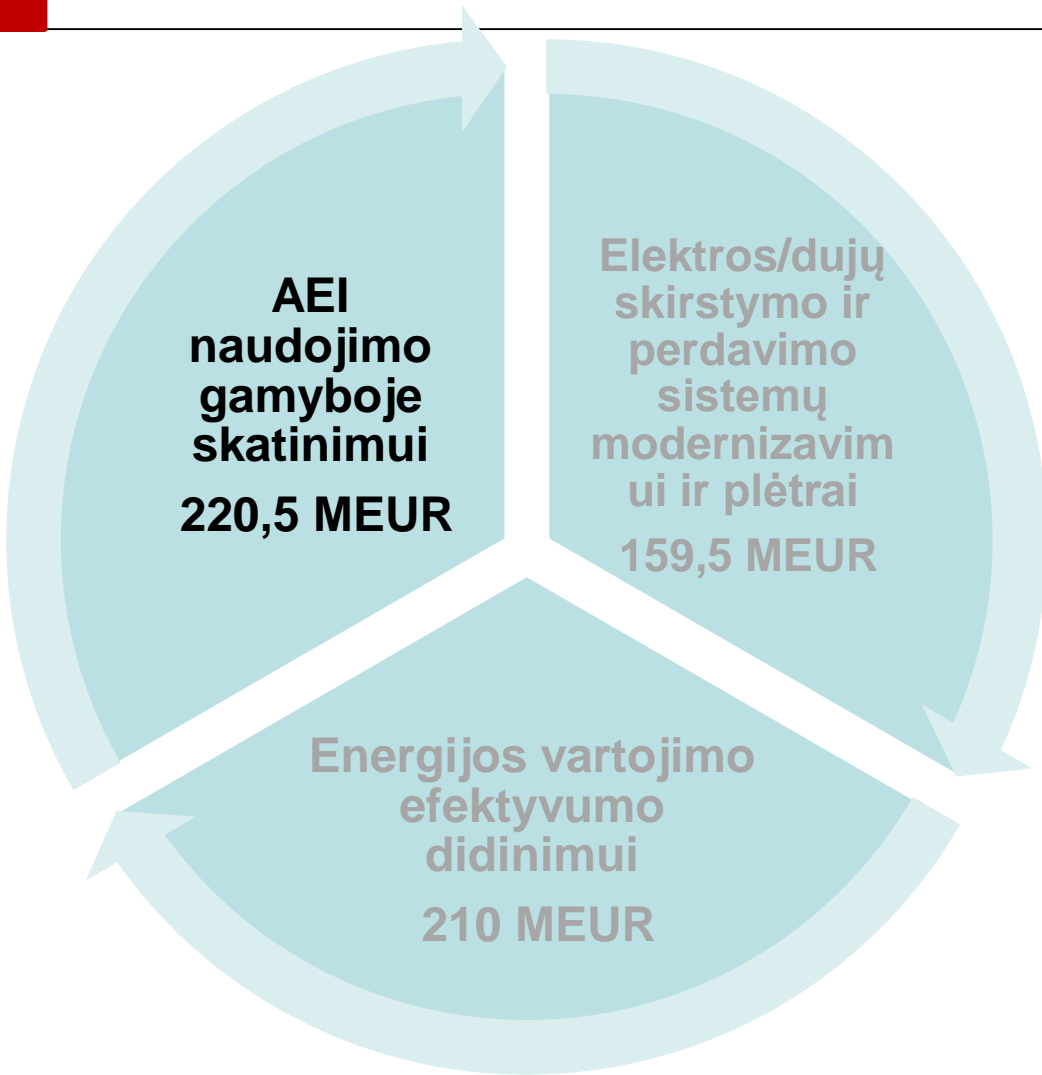 AEI
naudojimo
gamyboje
skatinimui
220,5 MEUR
Elektros/dujų
skirstymo ir
perdavimo
sistemų
modernizavim
ui ir plėtrai
159,5 MEUR
Energijos vartojimo
efektyvumo
didinimui
210 MEUR